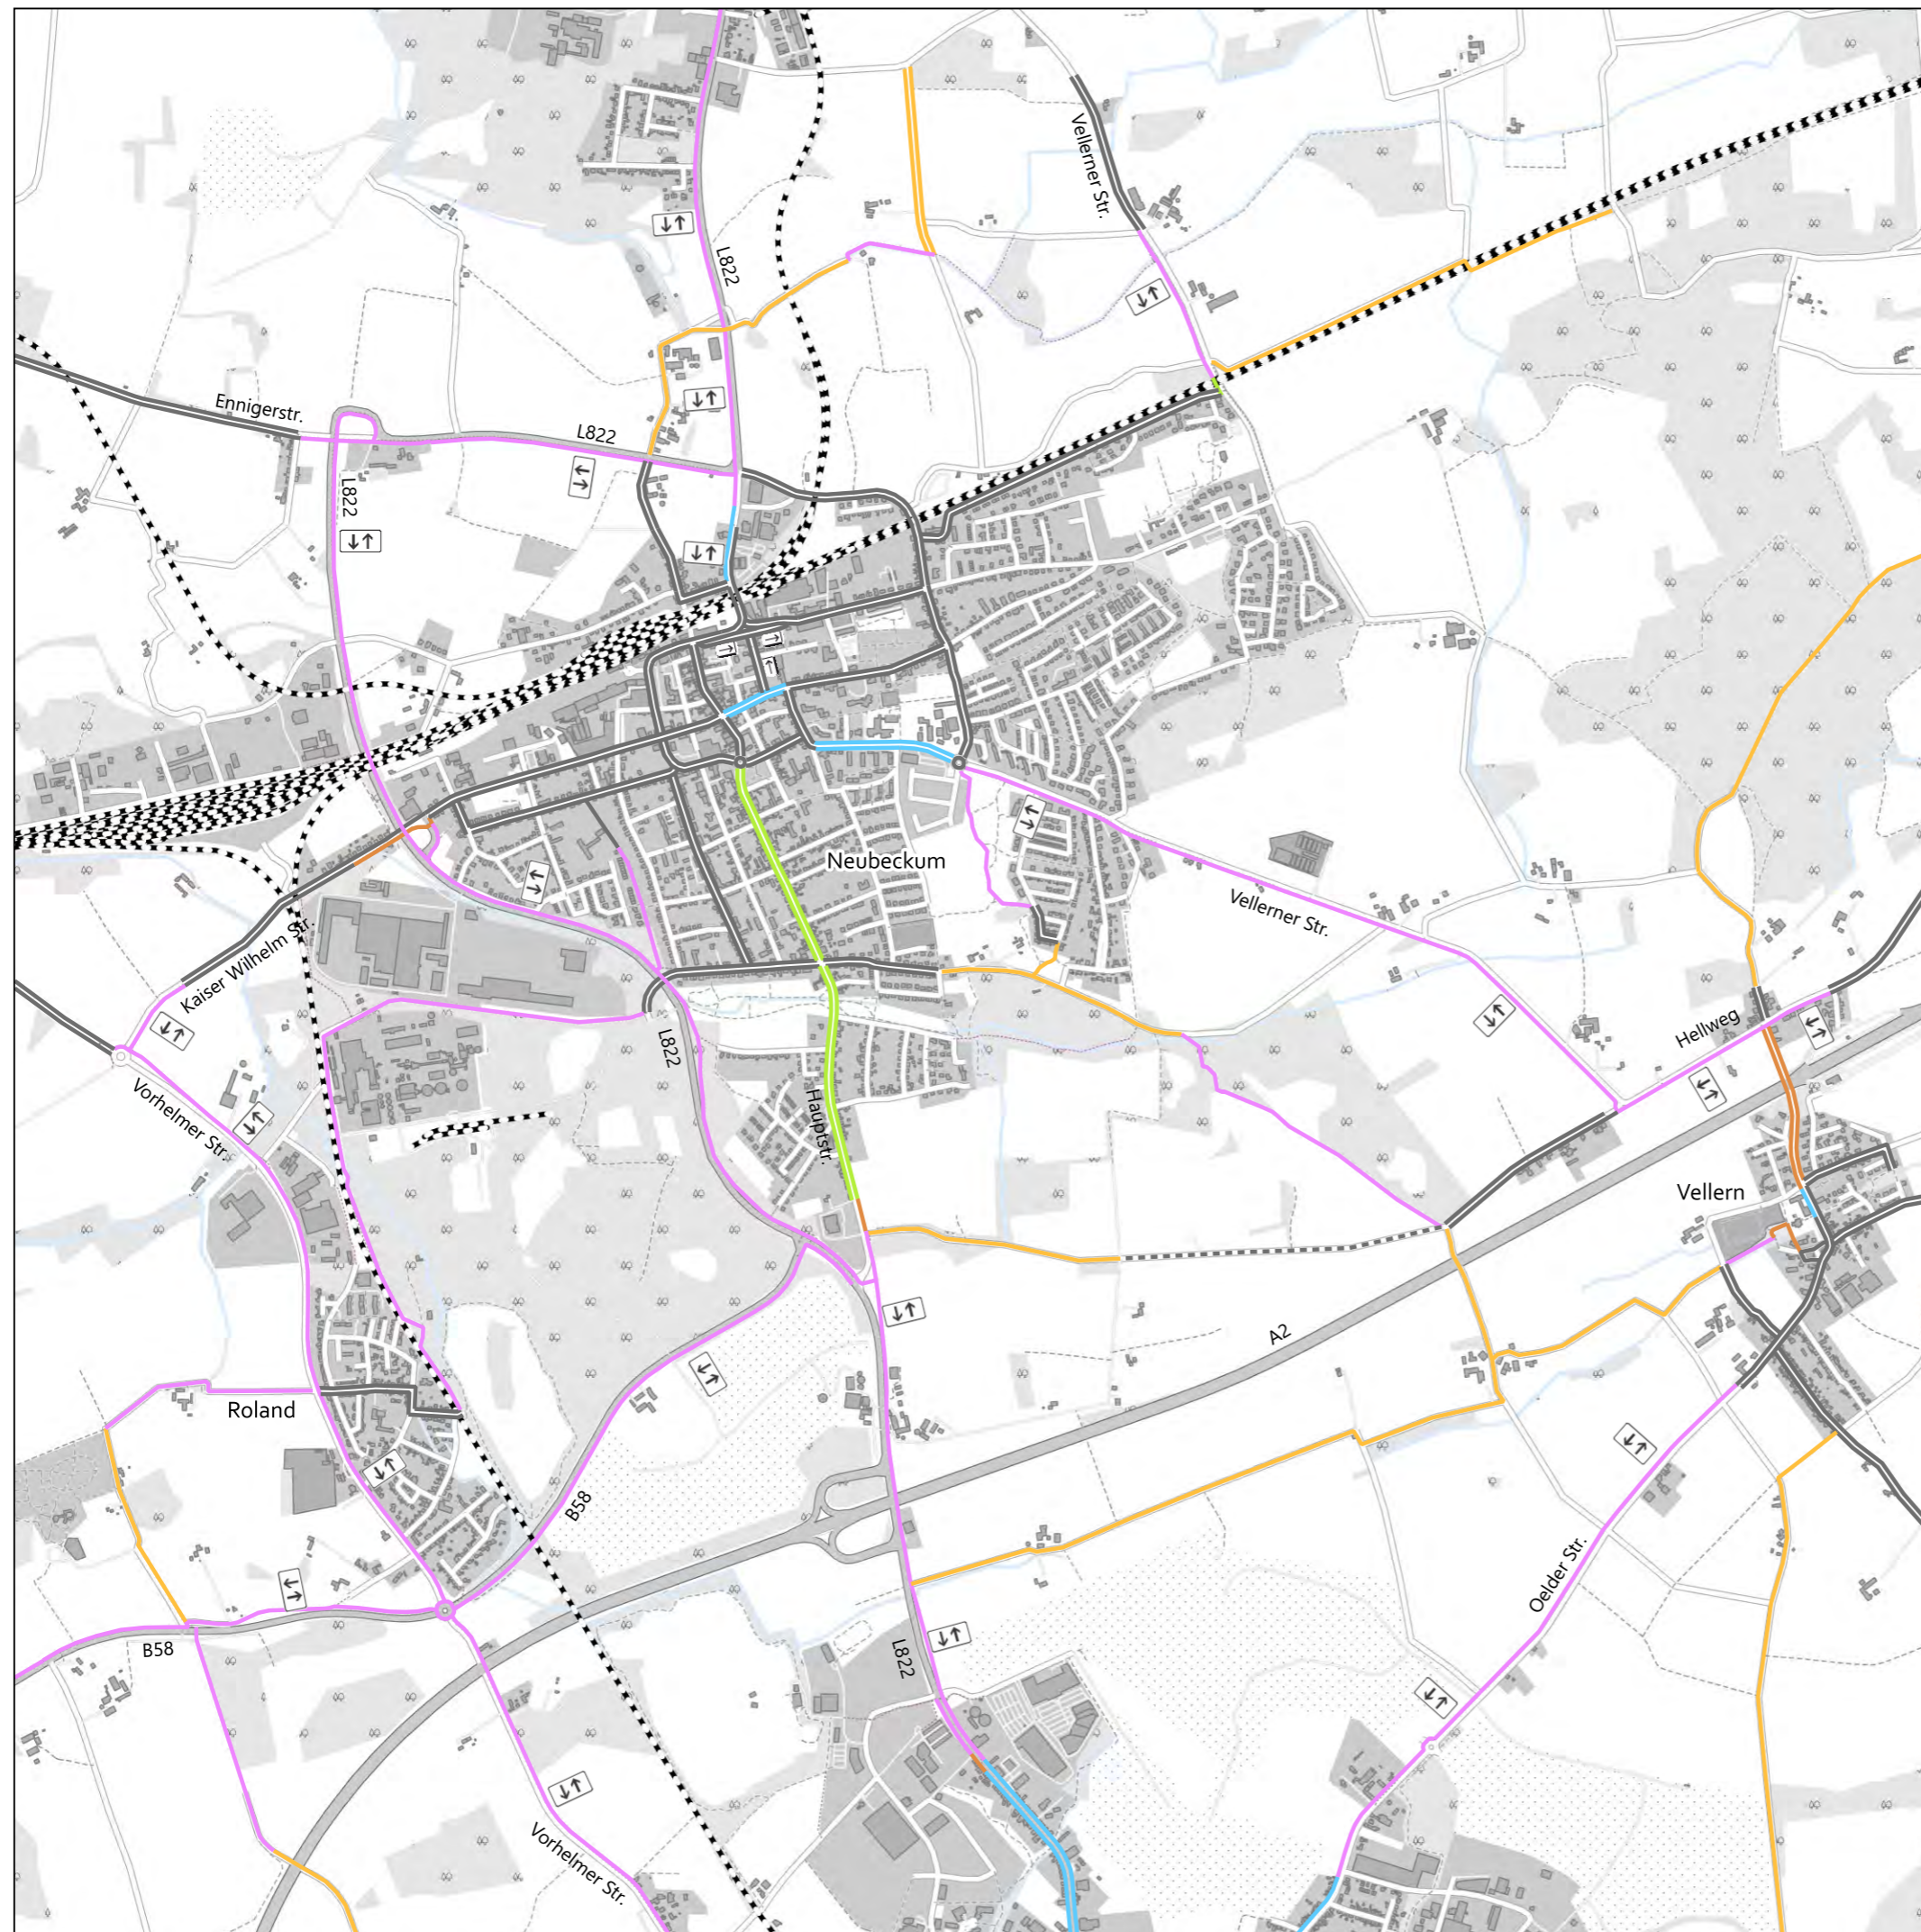 Vellerner Str.
L822
Ennigerstr.
L822
L822
Neubeckum
Vellerner Str.
Kaiser Wilhelm Str.
Hellweg
L822
Vorhelmer Str.
Hauptstr.
Vellern
A2
Roland
B58
Oelder Str.
B58
L822
Vorhelmer Str.